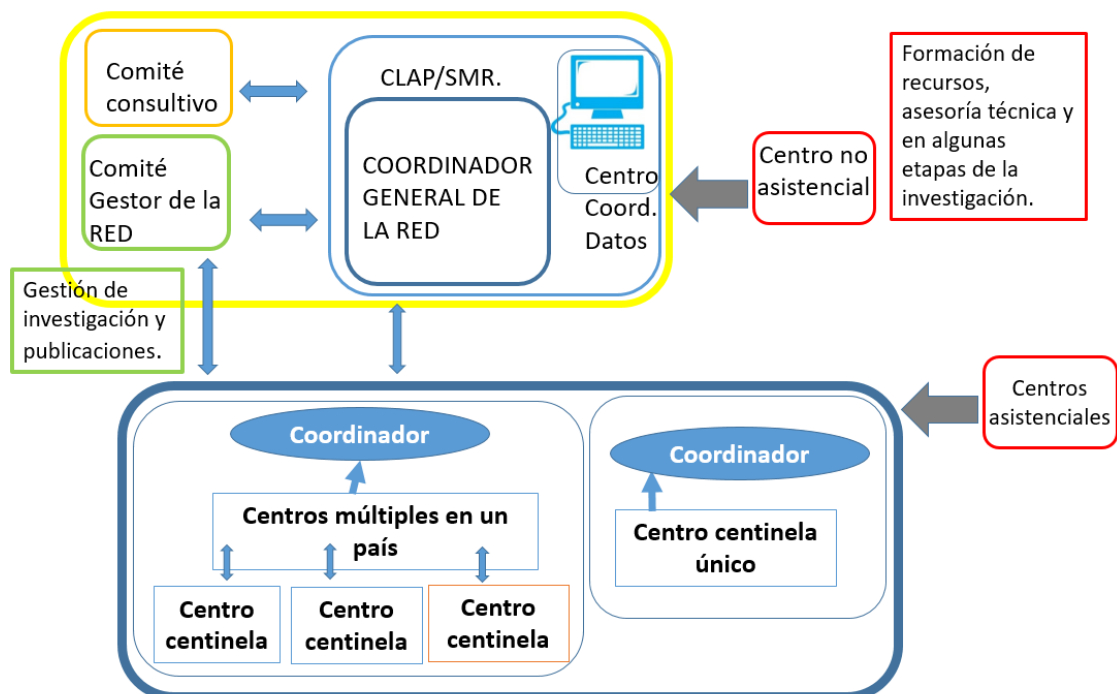 Comité
consultivo
CLAP/SMR.
Comité
Gestor de la
RED
COORDINADOR
GENERAL DE
LA RED
Centro
Coord.
Datos
Centro no
asistencial
Formación de
recursos,
asesoría técnica y
en algunas
etapas de la
investigación.
Gestión de
investigación y
publicaciones.
Centros
asistenciales
Coordinador
Centros múltiples en un
país
Centro
centinela
Centro
centinela
Centro
centinela
Coordinador
Centro centinela
único